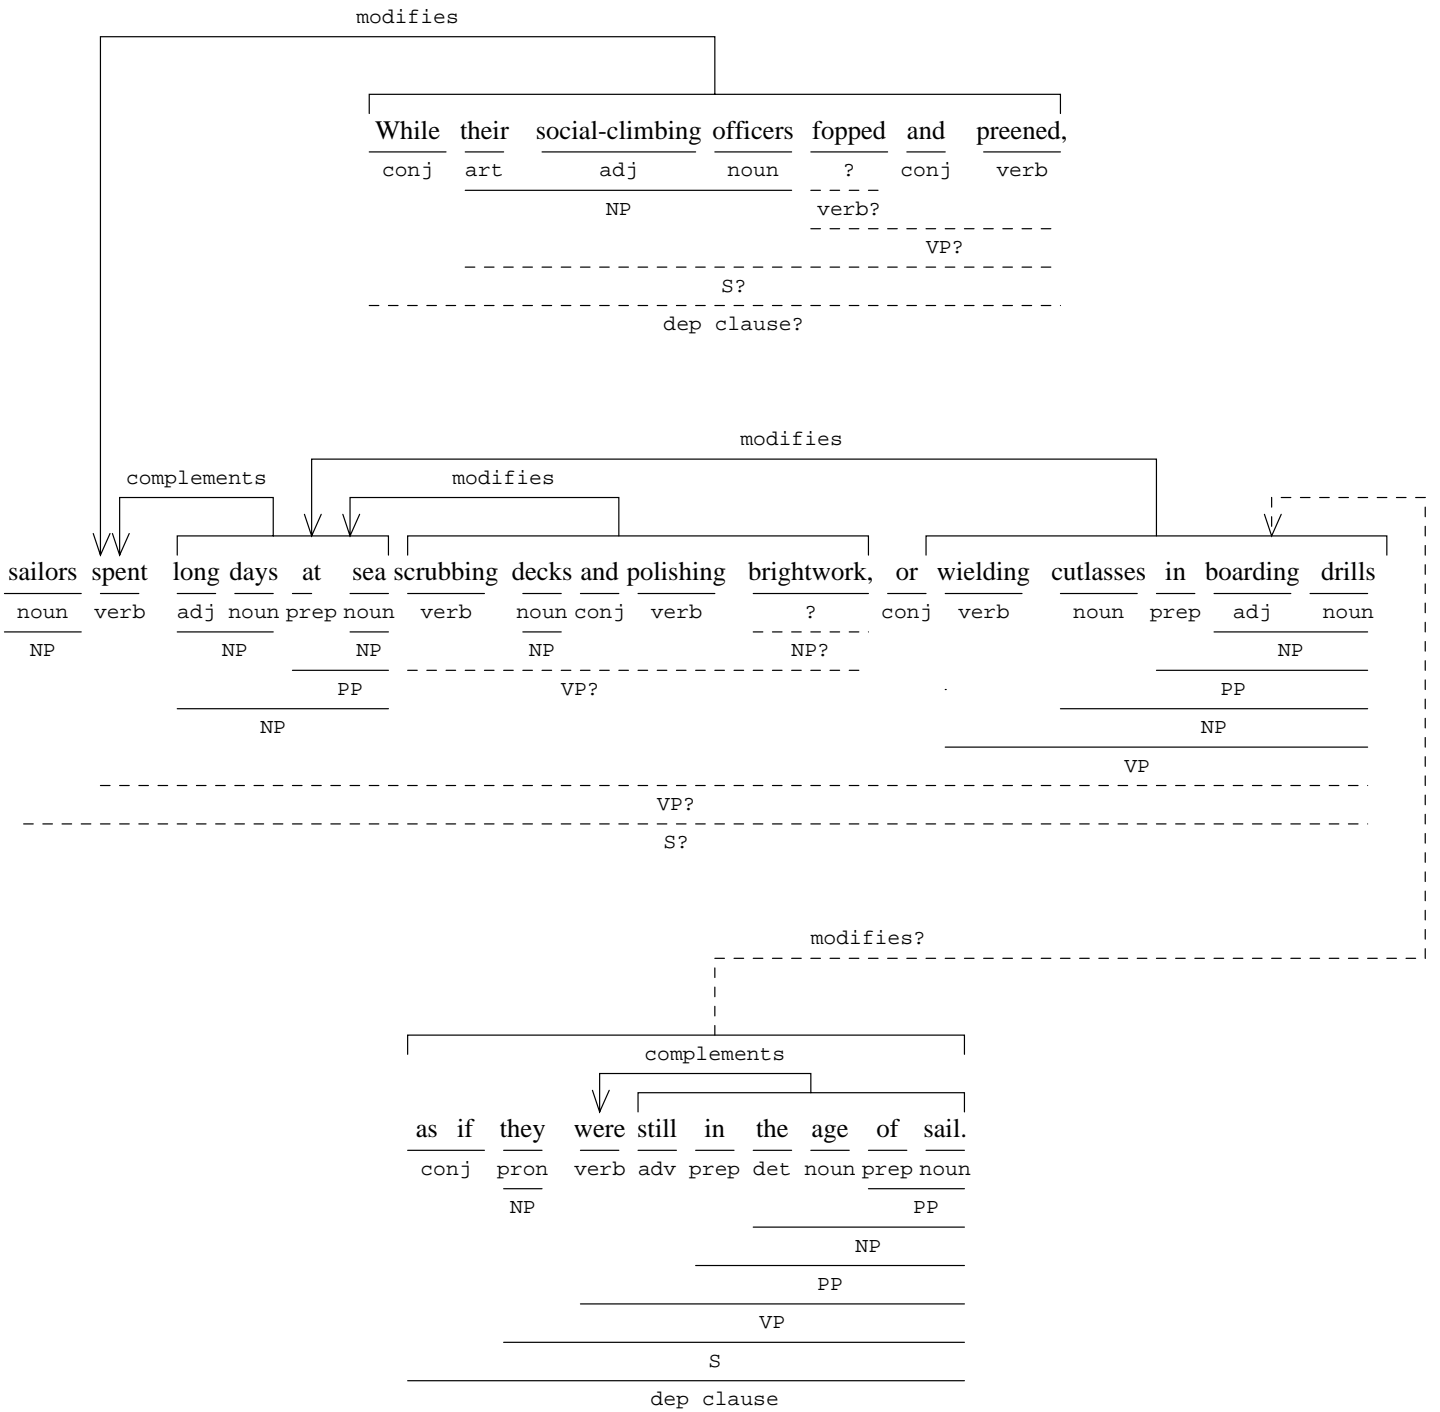 modifies
While their social-climbing officers fopped and preened,
conj art adj noun ? conj verb
NP verb?
VP?
S?
dep clause?
modifies
complements modifies
sailors spent long days at sea scrubbing decks and polishing brightwork, or wielding cutlasses in boarding drills
noun verb adj noun prep noun verb noun conj verb ? conj verb noun prep adj noun
NP NP NP NP NP? NP
PP VP? PP
NP NP
VP
VP?
S?
modifies?
complements
as if they were still in the age of sail.
conj pron verb adv prep det noun prep noun
NP PP
NP
PP
VP
S
dep clause